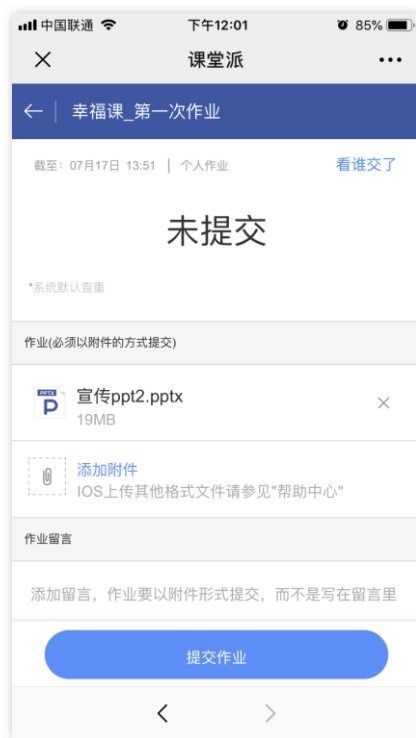 中国联通 下午12:01 85%
课堂派
幸福课_第一次作业
截至：07月17日 13:51 | 个人作业 看谁交了
未提交
*系统默认查重
作业(必须以附件的方式提交)
PPTX
P
宣传ppt2.pptx
19MB
添加附件
IOS上传其他格式文件请参见"帮助中心"
作业留言
添加留言，作业要以附件形式提交，而不是写在留言里
提交作业